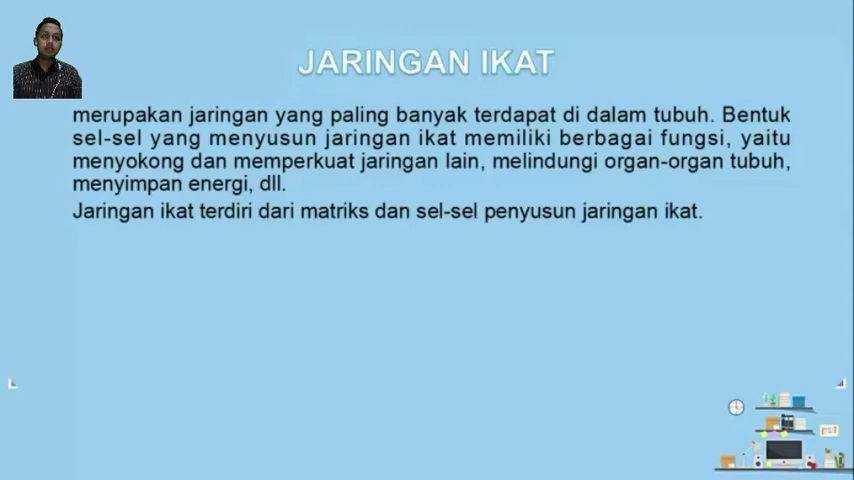 JARINGAN IKAT
merupakan jaringan yang paling banyak terdapat di dalam tubuh. Bentuk
sel-sel yang menyusun jaringan ikat memiliki berbagai fungsi, yaitu
menyokong dan memperkuat jaringan lain, melindungi organ-organ tubuh,
menyimpan energi, dll.
Jaringan ikat terdiri dari matriks dan sel-sel penyusun jaringan ikat.